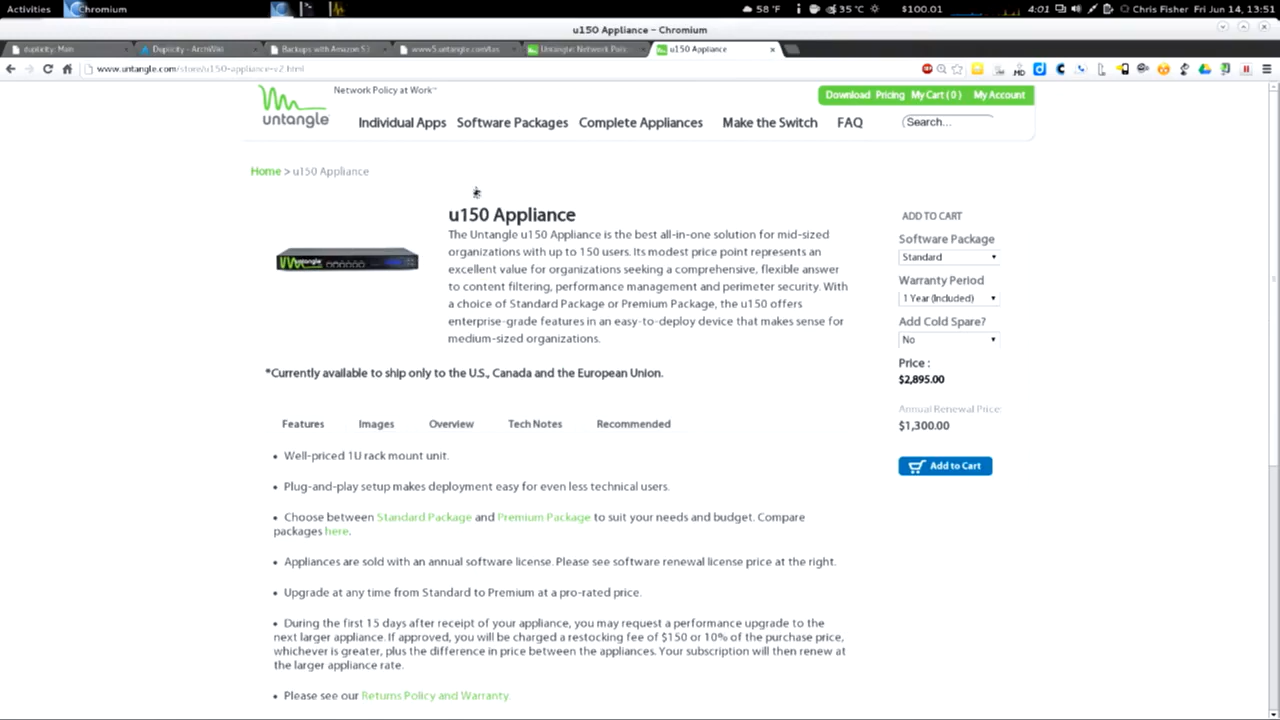 Activities Chromium 58 °F 35 °C $100.01 4:01 Chris Fisher Fri Jun 14, 13:51
u150 Appliance – Chromium
duplicity: Main Duplicity - ArchWiki Backups with Amazon S3 www5.untangle.com/las Untangle: Network Poli u150 Appliance
www.untangle.com/store/u150-appliance-v2.html
Network Policy at Work™
untangle
Download Pricing My Cart ( 0 ) My Account
Individual Apps Software Packages Complete Appliances Make the Switch FAQ Search...
Home > u150 Appliance
u150 Appliance
The Untangle u150 Appliance is the best all-in-one solution for mid-sized
organizations with up to 150 users. Its modest price point represents an
excellent value for organizations seeking a comprehensive, flexible answer
to content filtering, performance management and perimeter security. With
a choice of Standard Package or Premium Package, the u150 offers
enterprise-grade features in an easy-to-deploy device that makes sense for
medium-sized organizations.
untangle
*Currently available to ship only to the U.S., Canada and the European Union.
ADD TO CART
Software Package
Standard
Warranty Period
1 Year (Included)
Add Cold Spare?
No
Price :
$2,895.00
Annual Renewal Price:
$1,300.00
Add to Cart
Features Images Overview Tech Notes Recommended
• Well-priced 1U rack mount unit.
• Plug-and-play setup makes deployment easy for even less technical users.
• Choose between Standard Package and Premium Package to suit your needs and budget. Compare
packages here.
• Appliances are sold with an annual software license. Please see software renewal license price at the right.
• Upgrade at any time from Standard to Premium at a pro-rated price.
• During the first 15 days after receipt of your appliance, you may request a performance upgrade to the
next larger appliance. If approved, you will be charged a restocking fee of $150 or 10% of the purchase price,
whichever is greater, plus the difference in price between the appliances. Your subscription will then renew at
the larger appliance rate.
• Please see our Returns Policy and Warranty.